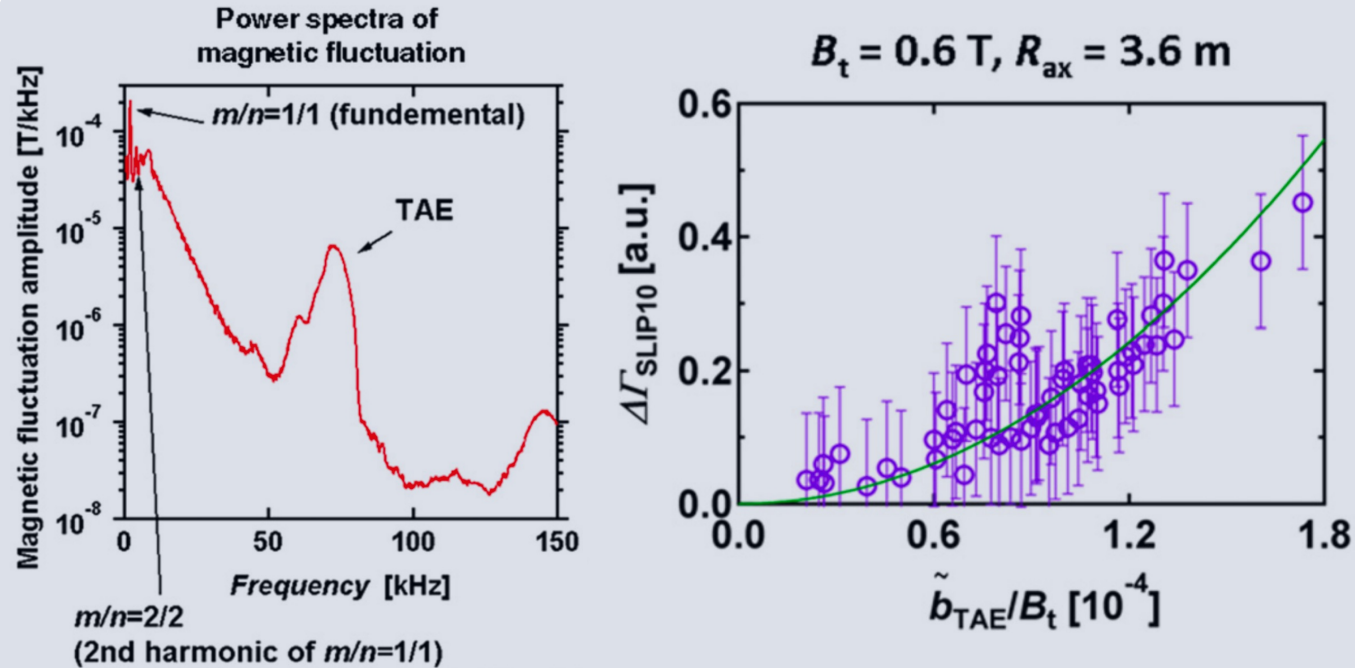 Power spectra of
magnetic fluctuation
Magnetic fluctuation amplitude [T/kHz]
10⁻⁴
10⁻⁵
10⁻⁶
10⁻⁷
10⁻⁸
m/n=1/1 (fundemental)
TAE
0 50 100 150
Frequency [kHz]
m/n=2/2
(2nd harmonic of m/n=1/1)
Bₜ = 0.6 T, Rₐₓ = 3.6 m
ΔΓ_SLIP10 [a.u.]
0.6
0.4
0.2
0.0
0.0 0.6 1.2 1.8
b̃_TAE/Bₜ [10⁻⁴]